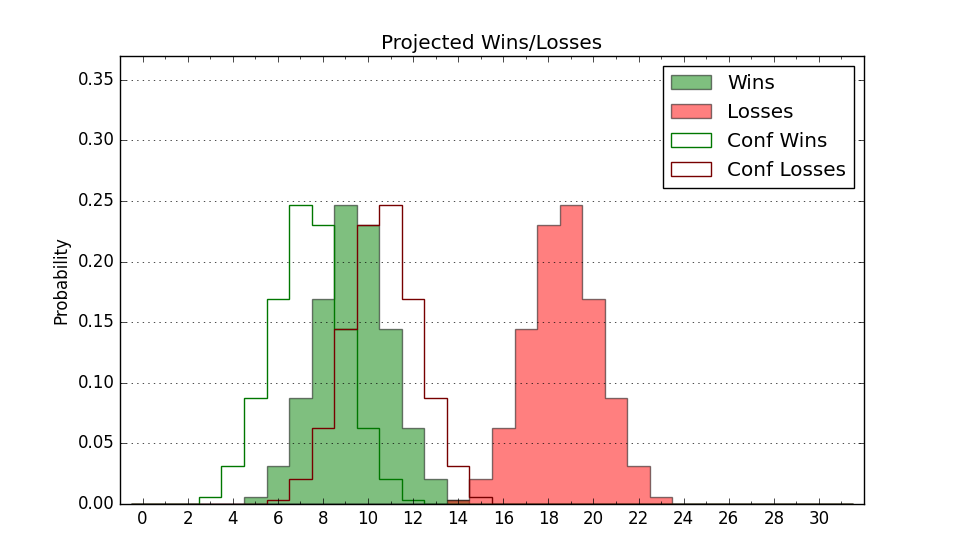 Projected Wins/Losses
Wins
Losses
Conf Wins
Conf Losses
Probability
0.35
0.30
0.25
0.20
0.15
0.10
0.05
0.00
0 2 4 6 8 10 12 14 16 18 20 22 24 26 28 30